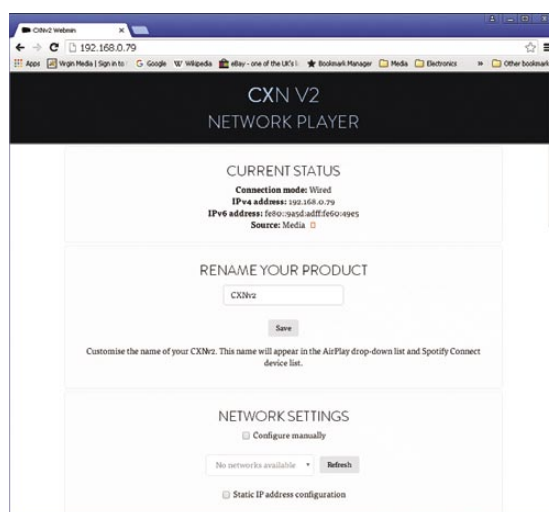 CXNv2 Webmin
192.168.0.79
Apps Virgin Media | Sign in to G Google W Wikipedia eBay - one of the UK's l Bookmark Manager Media Electronics » Other bookmark
CXN V2
NETWORK PLAYER
CURRENT STATUS
Connection mode: Wired
IPv4 address: 192.168.0.79
IPv6 address: fe80::9a5d:adff:fe60:49e5
Source: Media
RENAME YOUR PRODUCT
CXNv2
Save
Customise the name of your CXNv2. This name will appear in the AirPlay drop-down list and Spotify Connect
device list.
NETWORK SETTINGS
Configure manually
No networks available Refresh
Static IP address configuration